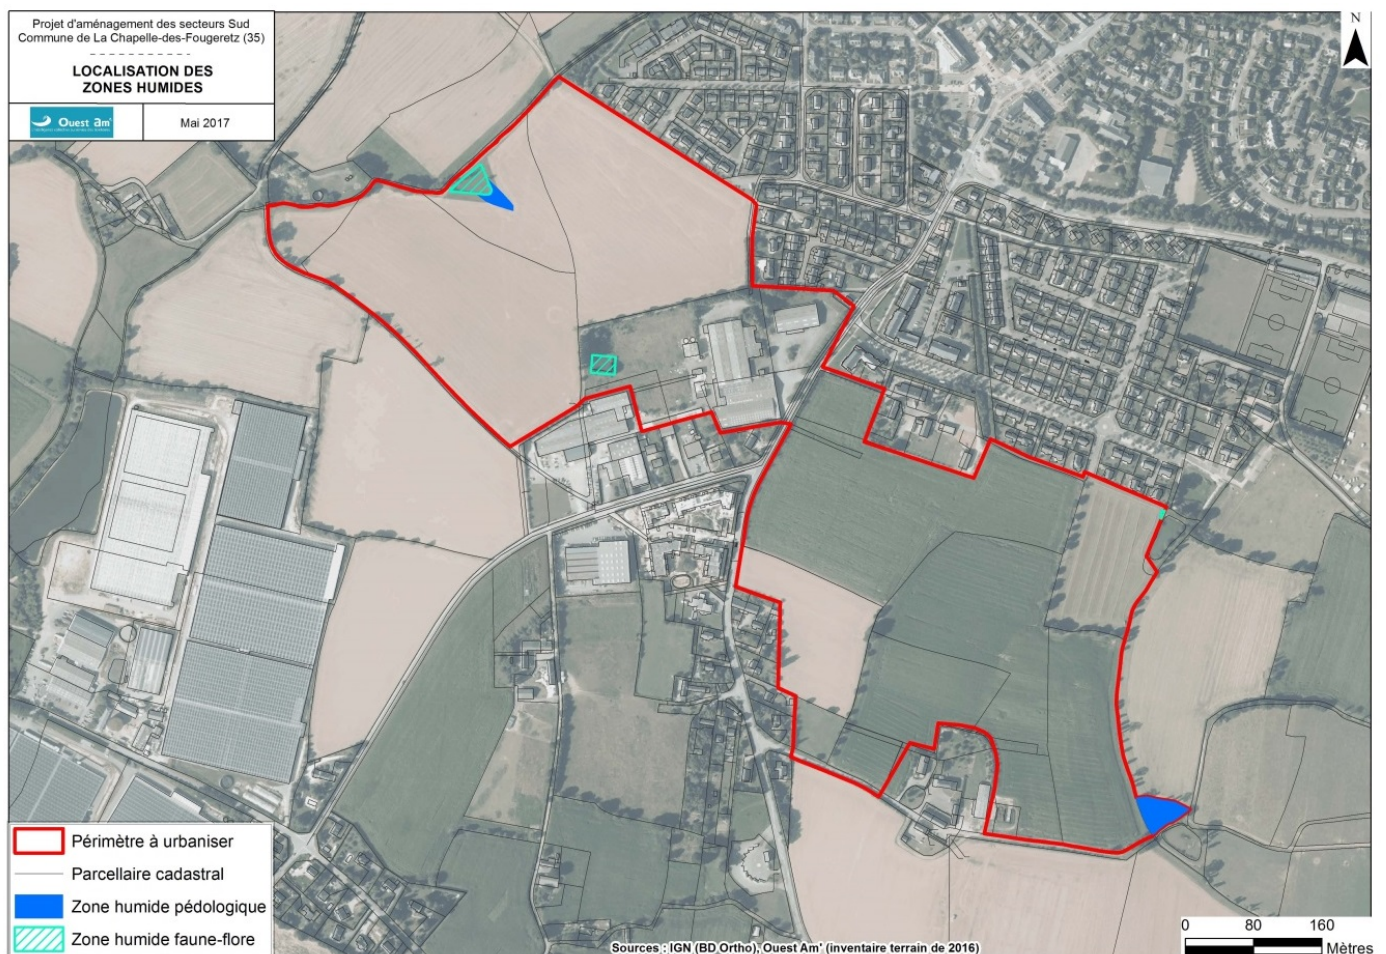 Projet d'aménagement des secteurs Sud
Commune de La Chapelle-des-Fougeretz (35)
LOCALISATION DES
ZONES HUMIDES
Ouest am'
Mai 2017
N
Périmètre à urbaniser
Parcellaire cadastral
Zone humide pédologique
Zone humide faune-flore
Sources : IGN (BD Ortho), Ouest Am' (inventaire terrain de 2016)
0 80 160
Mètres